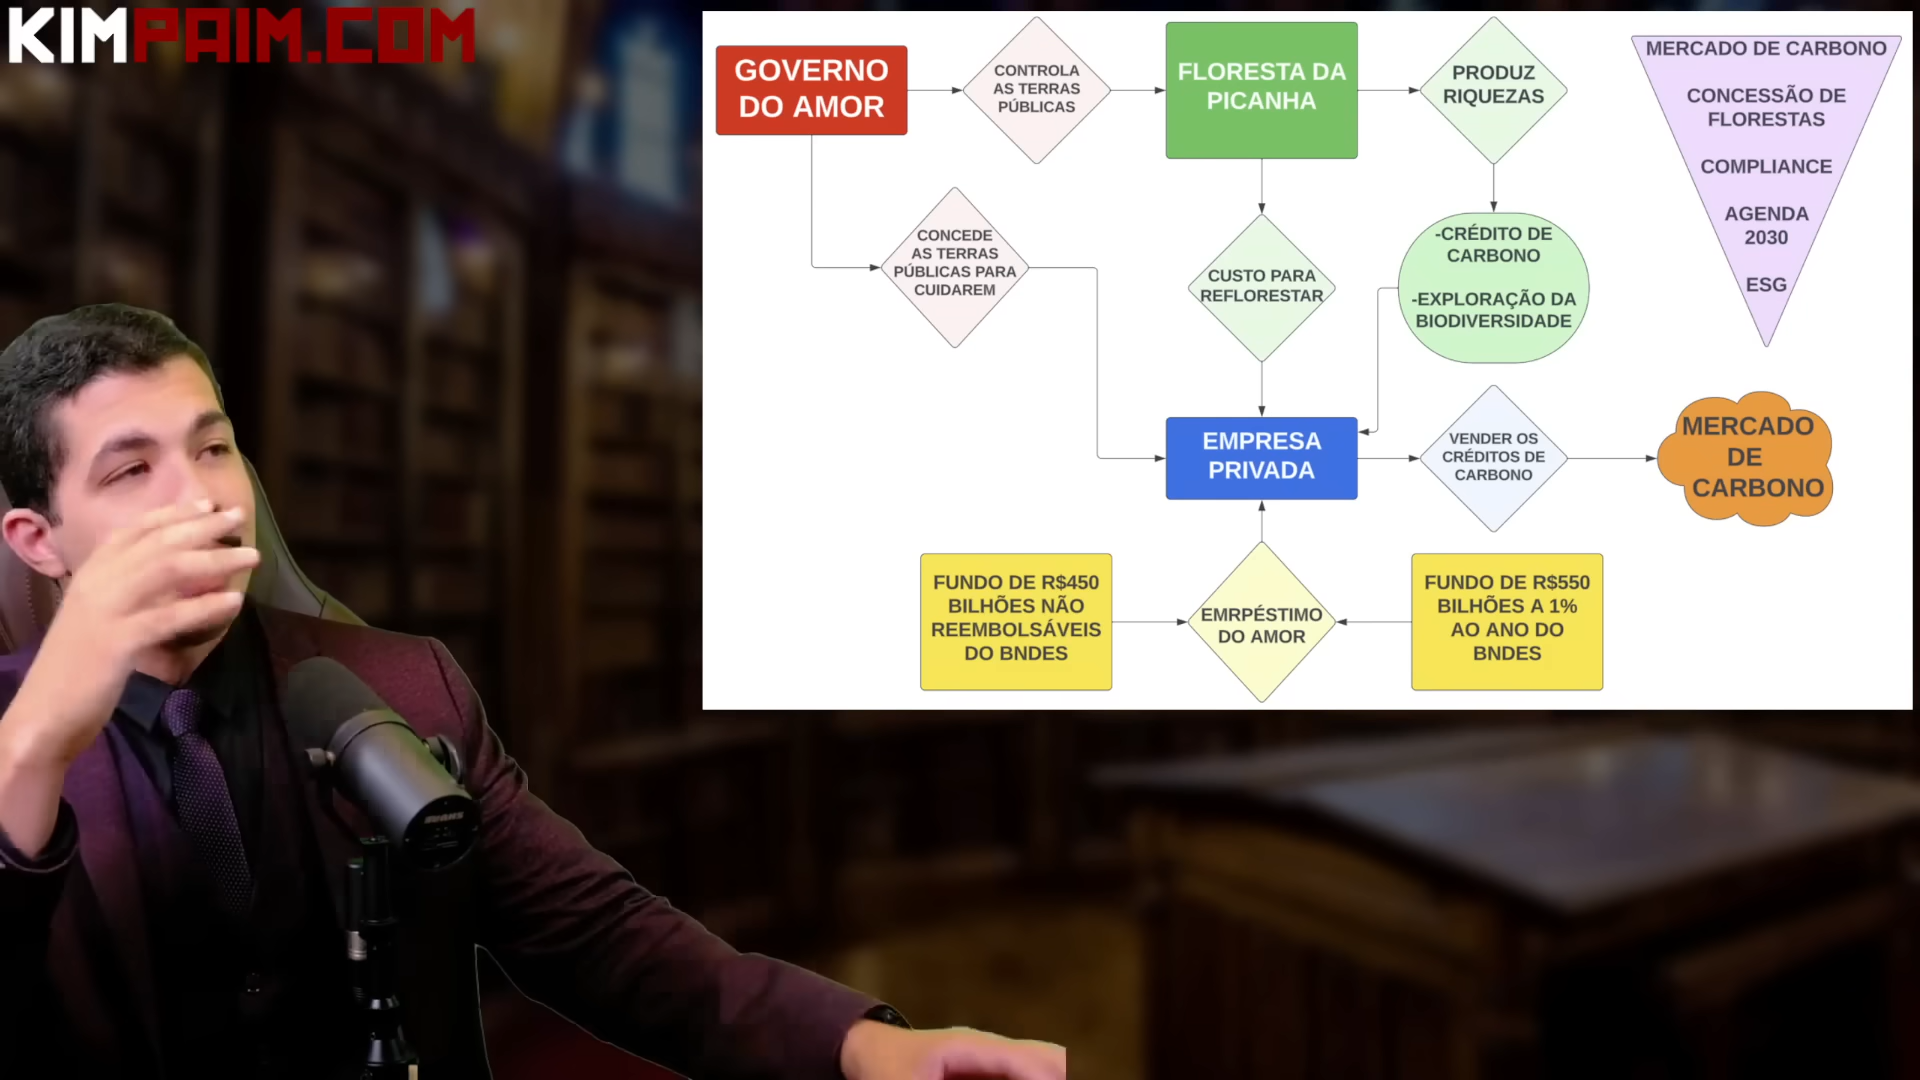 KIMPAIM.COM
GOVERNO
DO AMOR
CONTROLA
AS TERRAS
PÚBLICAS
FLORESTA DA
PICANHA
PRODUZ
RIQUEZAS
MERCADO DE CARBONO
CONCESSÃO DE
FLORESTAS
COMPLIANCE
AGENDA
2030
ESG
CONCEDE
AS TERRAS
PÚBLICAS PARA
CUIDAREM
CUSTO PARA
REFLORESTAR
-CRÉDITO DE
CARBONO
-EXPLORAÇÃO DA
BIODIVERSIDADE
EMPRESA
PRIVADA
VENDER OS
CRÉDITOS DE
CARBONO
MERCADO
DE
CARBONO
FUNDO DE R$450
BILHÕES NÃO
REEMBOLSÁVEIS
DO BNDES
EMRPÉSTIMO
DO AMOR
FUNDO DE R$550
BILHÕES A 1%
AO ANO DO
BNDES